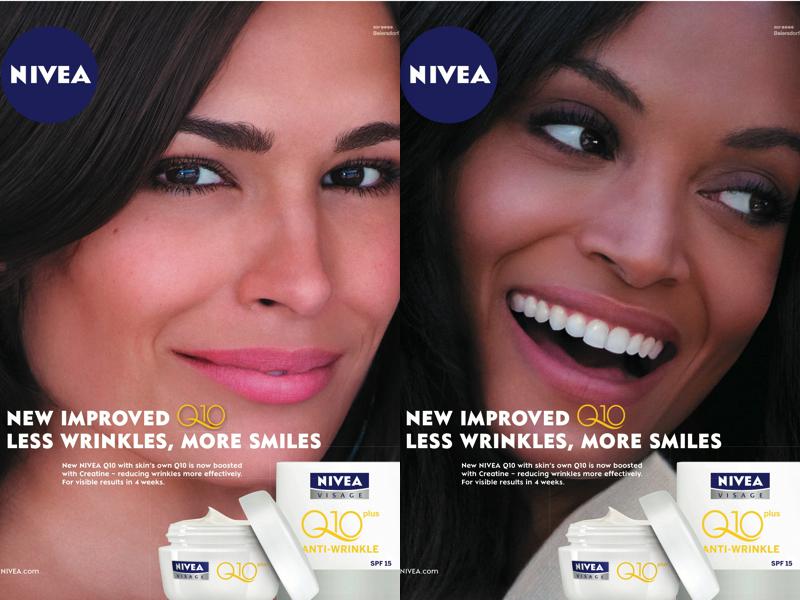 NIVEA
Beiersdorf
NEW IMPROVED Q10
LESS WRINKLES, MORE SMILES
New NIVEA Q10 with skin's own Q10 is now boosted
with Creatine – reducing wrinkles more effectively.
For visible results in 4 weeks.
NIVEA
VISAGE
Q10 plus
ANTI-WRINKLE
SPF 15
NIVEA
VISAGE
Q10 plus
NIVEA.com
NIVEA
Beiersdorf
NEW IMPROVED Q10
LESS WRINKLES, MORE SMILES
New NIVEA Q10 with skin's own Q10 is now boosted
with Creatine – reducing wrinkles more effectively.
For visible results in 4 weeks.
NIVEA
VISAGE
Q10 plus
ANTI-WRINKLE
SPF 15
NIVEA
VISAGE
Q10 plus
NIVEA.com